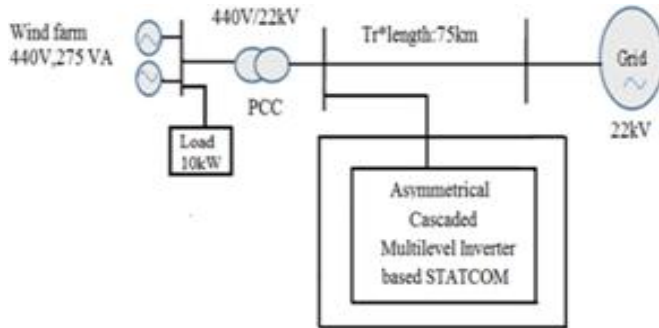 Wind farm
440V,275 VA
440V/22kV
Tr*length:75km
Grid
PCC
22kV
Load
10kW
Asymmetrical
Cascaded
Multilevel Inverter
based STATCOM